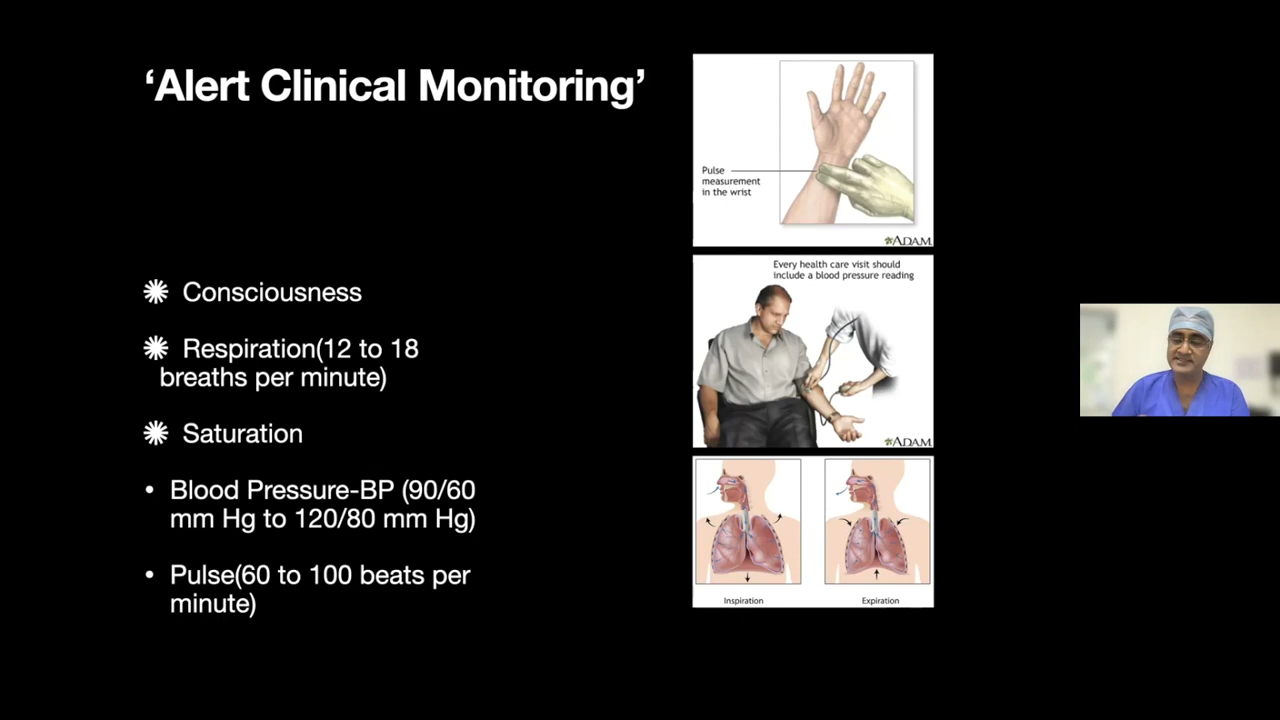 ‘Alert Clinical Monitoring’
Consciousness
Respiration(12 to 18
breaths per minute)
Saturation
• Blood Pressure-BP (90/60
mm Hg to 120/80 mm Hg)
• Pulse(60 to 100 beats per
minute)
Pulse
measurement
in the wrist
ADAM.
Every health care visit should
include a blood pressure reading
ADAM.
Inspiration
Expiration